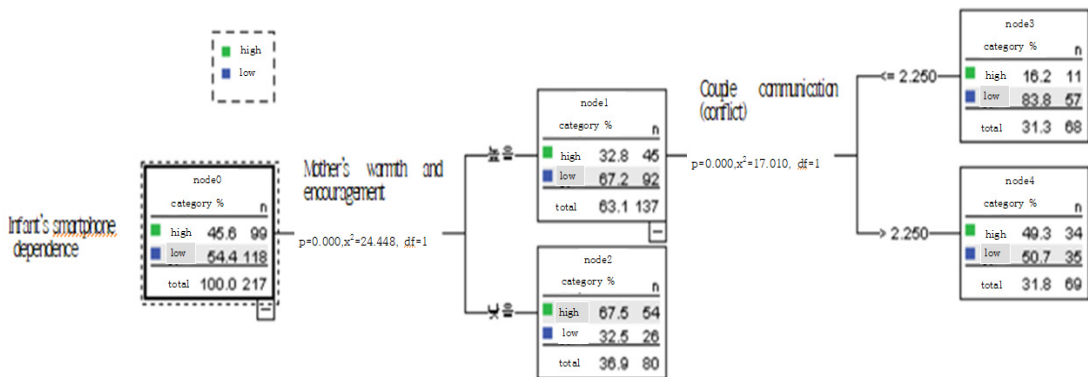 high
low
Infant's smartphone
dependence
node0
category % n
high 45.6 99
low 54.4 118
total 100.0 217
Mother's warmth and
encouragement
p=0.000,x²=24.448, df=1
node1
category % n
high 32.8 45
low 67.2 92
total 63.1 137
node2
category % n
high 67.5 54
low 32.5 26
total 36.9 80
Couple communication
(conflict)
p=0.000,x²=17.010, df=1
<= 2.250
> 2.250
node3
category % n
high 16.2 11
low 83.8 57
total 31.3 68
node4
category % n
high 49.3 34
low 50.7 35
total 31.8 69